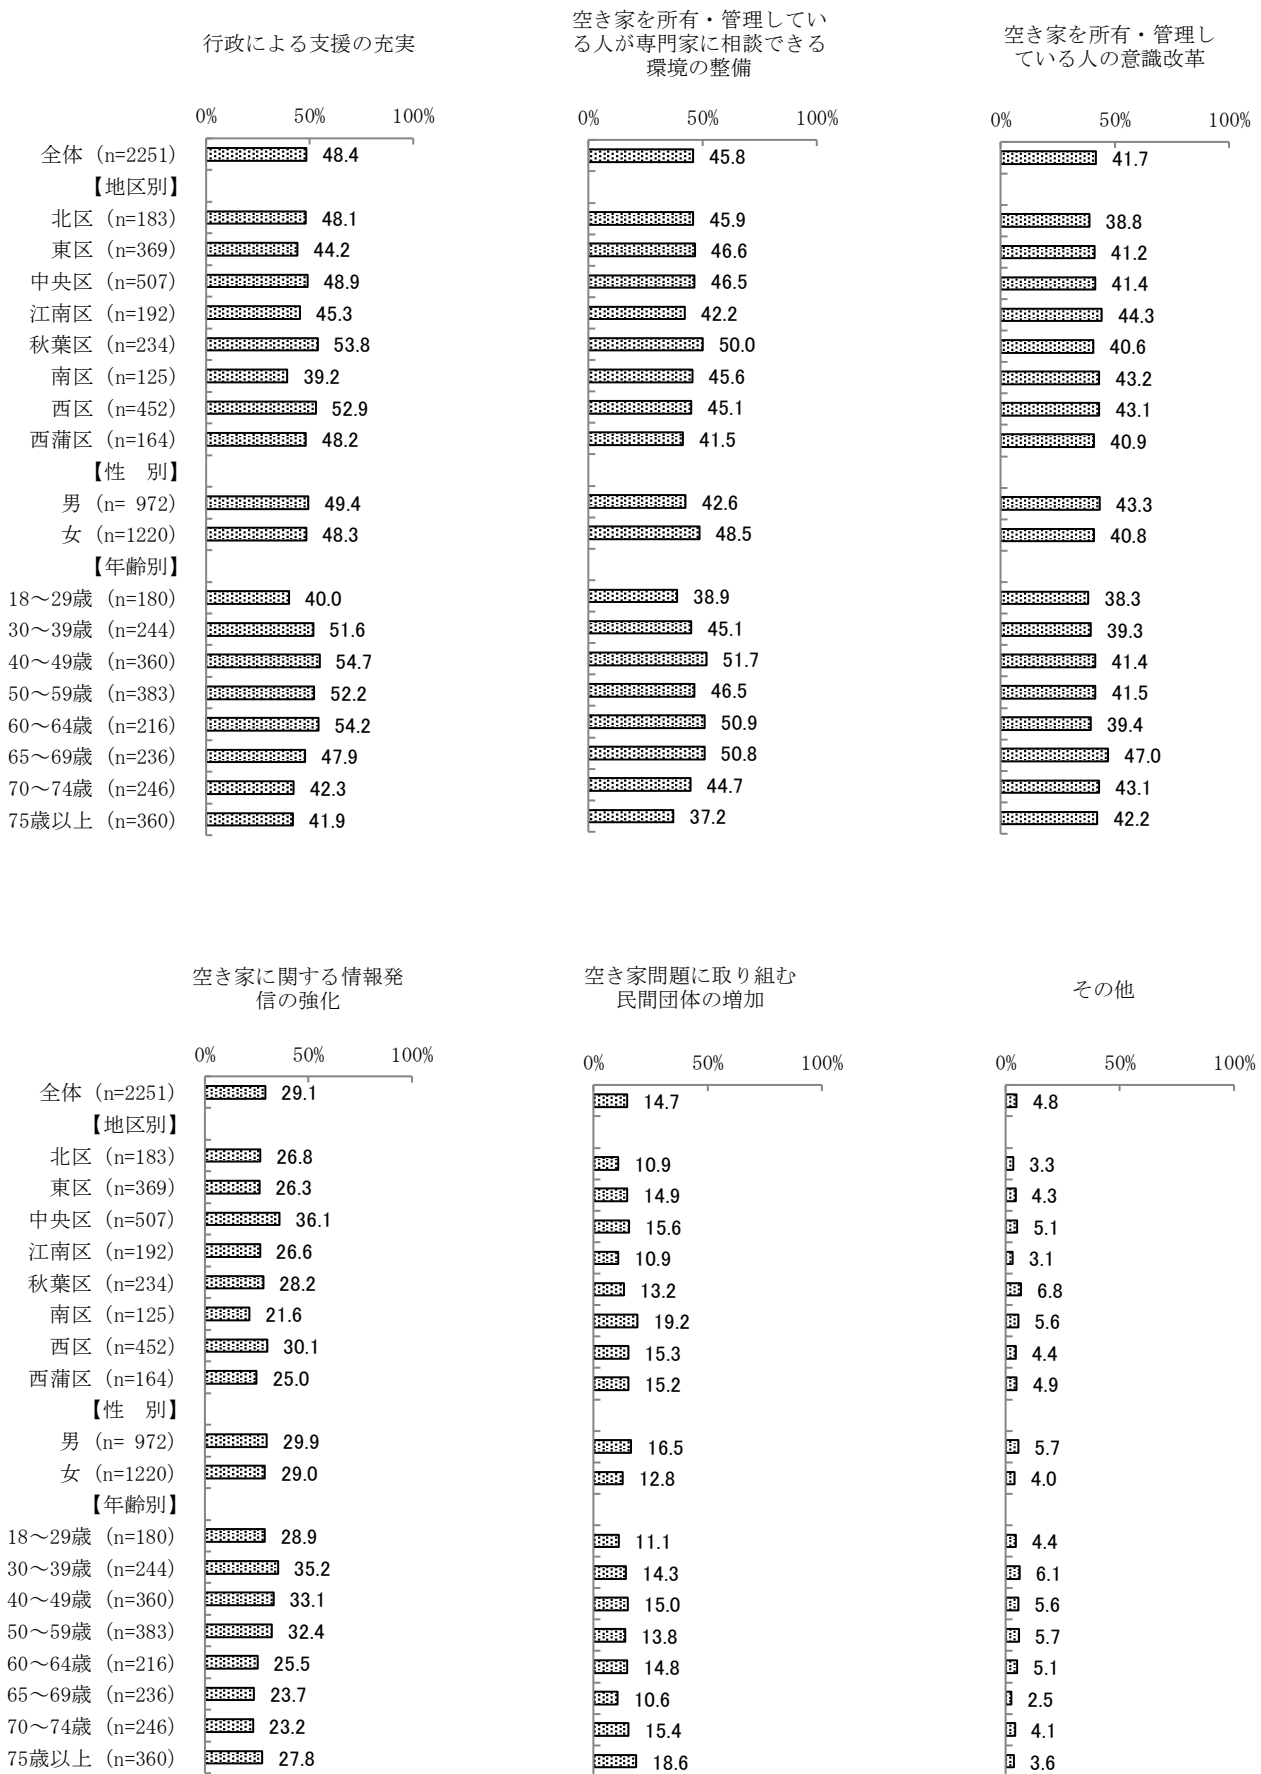 行政による支援の充実
空き家を所有・管理してい
る人が専門家に相談できる
環境の整備
空き家を所有・管理し
ている人の意識改革
0% 50% 100% 0% 50% 100% 0% 50% 100%
全体 (n=2251) 48.4 45.8 41.7
【地区別】
北区 (n=183) 48.1 45.9 38.8
東区 (n=369) 44.2 46.6 41.2
中央区 (n=507) 48.9 46.5 41.4
江南区 (n=192) 45.3 42.2 44.3
秋葉区 (n=234) 53.8 50.0 40.6
南区 (n=125) 39.2 45.6 43.2
西区 (n=452) 52.9 45.1 43.1
西蒲区 (n=164) 48.2 41.5 40.9
【性　別】
男 (n= 972) 49.4 42.6 43.3
女 (n=1220) 48.3 48.5 40.8
【年齢別】
18～29歳 (n=180) 40.0 38.9 38.3
30～39歳 (n=244) 51.6 45.1 39.3
40～49歳 (n=360) 54.7 51.7 41.4
50～59歳 (n=383) 52.2 46.5 41.5
60～64歳 (n=216) 54.2 50.9 39.4
65～69歳 (n=236) 47.9 50.8 47.0
70～74歳 (n=246) 42.3 44.7 43.1
75歳以上 (n=360) 41.9 37.2 42.2
空き家に関する情報発
信の強化
空き家問題に取り組む
民間団体の増加
その他
0% 50% 100% 0% 50% 100% 0% 50% 100%
全体 (n=2251) 29.1 14.7 4.8
【地区別】
北区 (n=183) 26.8 10.9 3.3
東区 (n=369) 26.3 14.9 4.3
中央区 (n=507) 36.1 15.6 5.1
江南区 (n=192) 26.6 10.9 3.1
秋葉区 (n=234) 28.2 13.2 6.8
南区 (n=125) 21.6 19.2 5.6
西区 (n=452) 30.1 15.3 4.4
西蒲区 (n=164) 25.0 15.2 4.9
【性　別】
男 (n= 972) 29.9 16.5 5.7
女 (n=1220) 29.0 12.8 4.0
【年齢別】
18～29歳 (n=180) 28.9 11.1 4.4
30～39歳 (n=244) 35.2 14.3 6.1
40～49歳 (n=360) 33.1 15.0 5.6
50～59歳 (n=383) 32.4 13.8 5.7
60～64歳 (n=216) 25.5 14.8 5.1
65～69歳 (n=236) 23.7 10.6 2.5
70～74歳 (n=246) 23.2 15.4 4.1
75歳以上 (n=360) 27.8 18.6 3.6